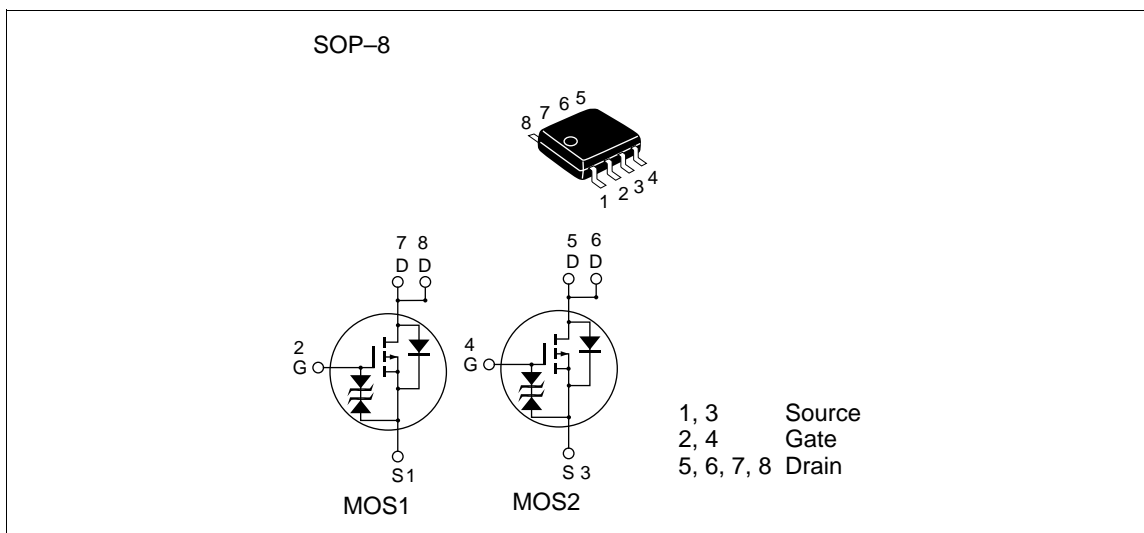 SOP–8
5
6
7
8
4
3
2
1
7 8
D D
5 6
D D
2
G
4
G
S 1
S 3
MOS1
MOS2
1, 3 Source
2, 4 Gate
5, 6, 7, 8 Drain